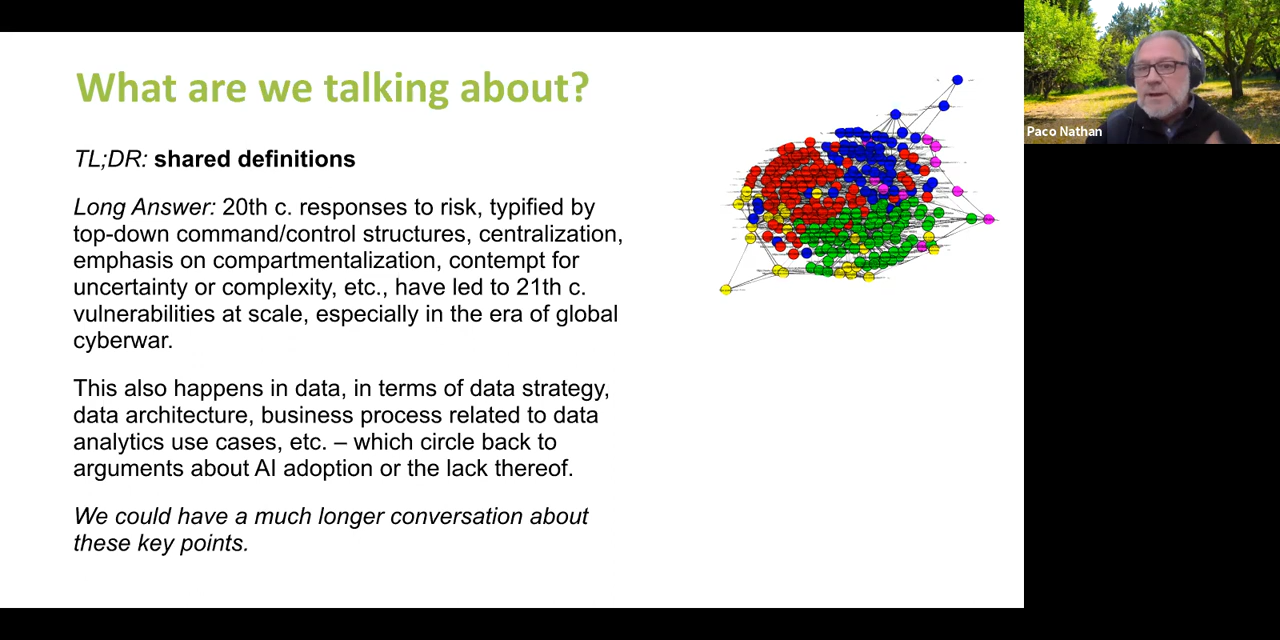 What are we talking about?
TL;DR: shared definitions
Long Answer: 20th c. responses to risk, typified by
top-down command/control structures, centralization,
emphasis on compartmentalization, contempt for
uncertainty or complexity, etc., have led to 21th c.
vulnerabilities at scale, especially in the era of global
cyberwar.
This also happens in data, in terms of data strategy,
data architecture, business process related to data
analytics use cases, etc. – which circle back to
arguments about AI adoption or the lack thereof.
We could have a much longer conversation about
these key points.
Paco Nathan